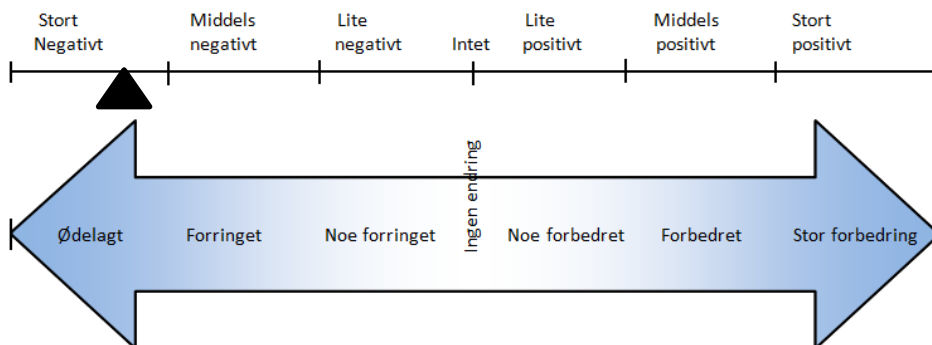 Stort
Negativt
Middels
negativt
Lite
negativt
Intet
Lite
positivt
Middels
positivt
Stort
positivt
Ingen endring
Ødelagt
Forringet
Noe forringet
Noe forbedret
Forbedret
Stor forbedring